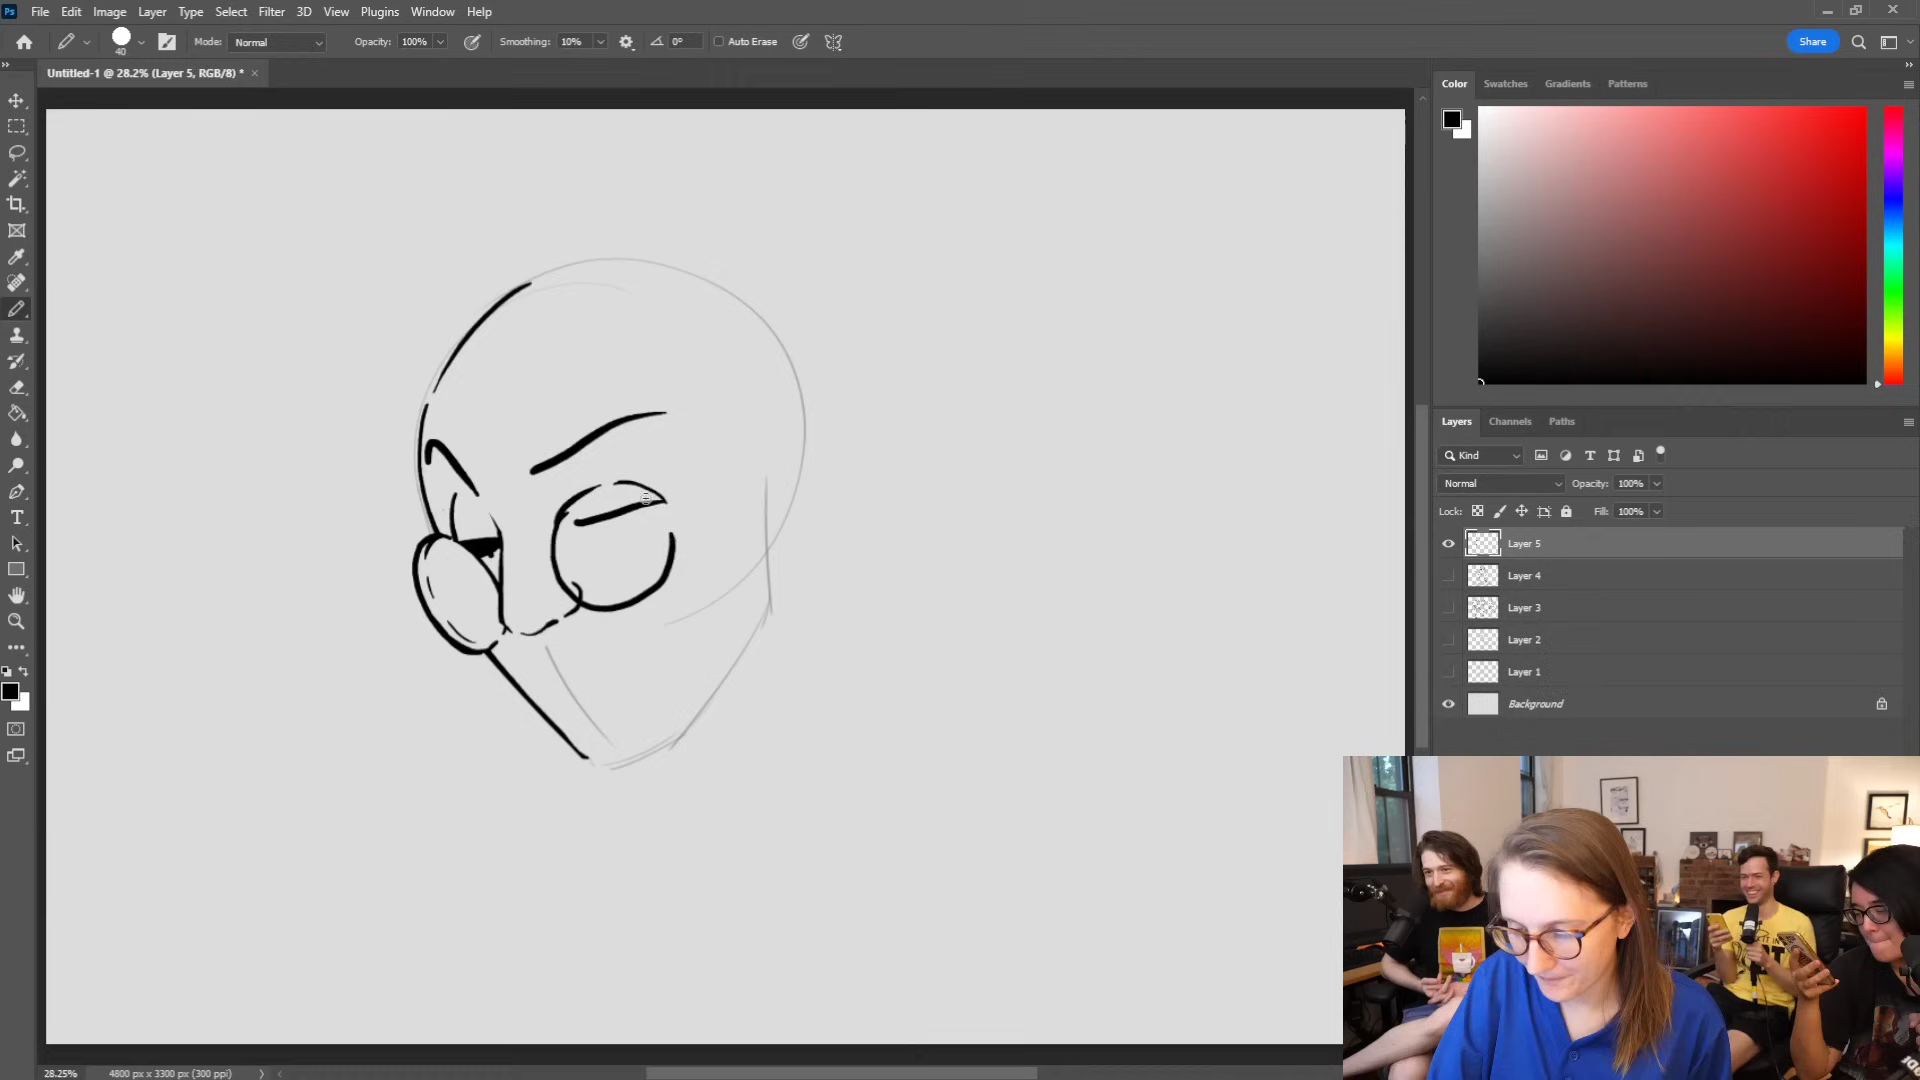 Ps File Edit Image Layer Select Filter 3D View Plugins Window Help
40 Mode: Normal Opacity: 100% Smoothing: 10% 0° Auto Erase Share
Untitled-1 @ 28.2% (Layer 5, RGB/8) * ×
Color Swatches Gradients Patterns
Layers Channels Paths
Kind
Normal Opacity: 100%
Lock: Fill: 100%
Layer 5
Layer 4
Layer 3
Layer 2
Layer 1
Background
28.25% 4800 px x 3300 px (300 ppi)